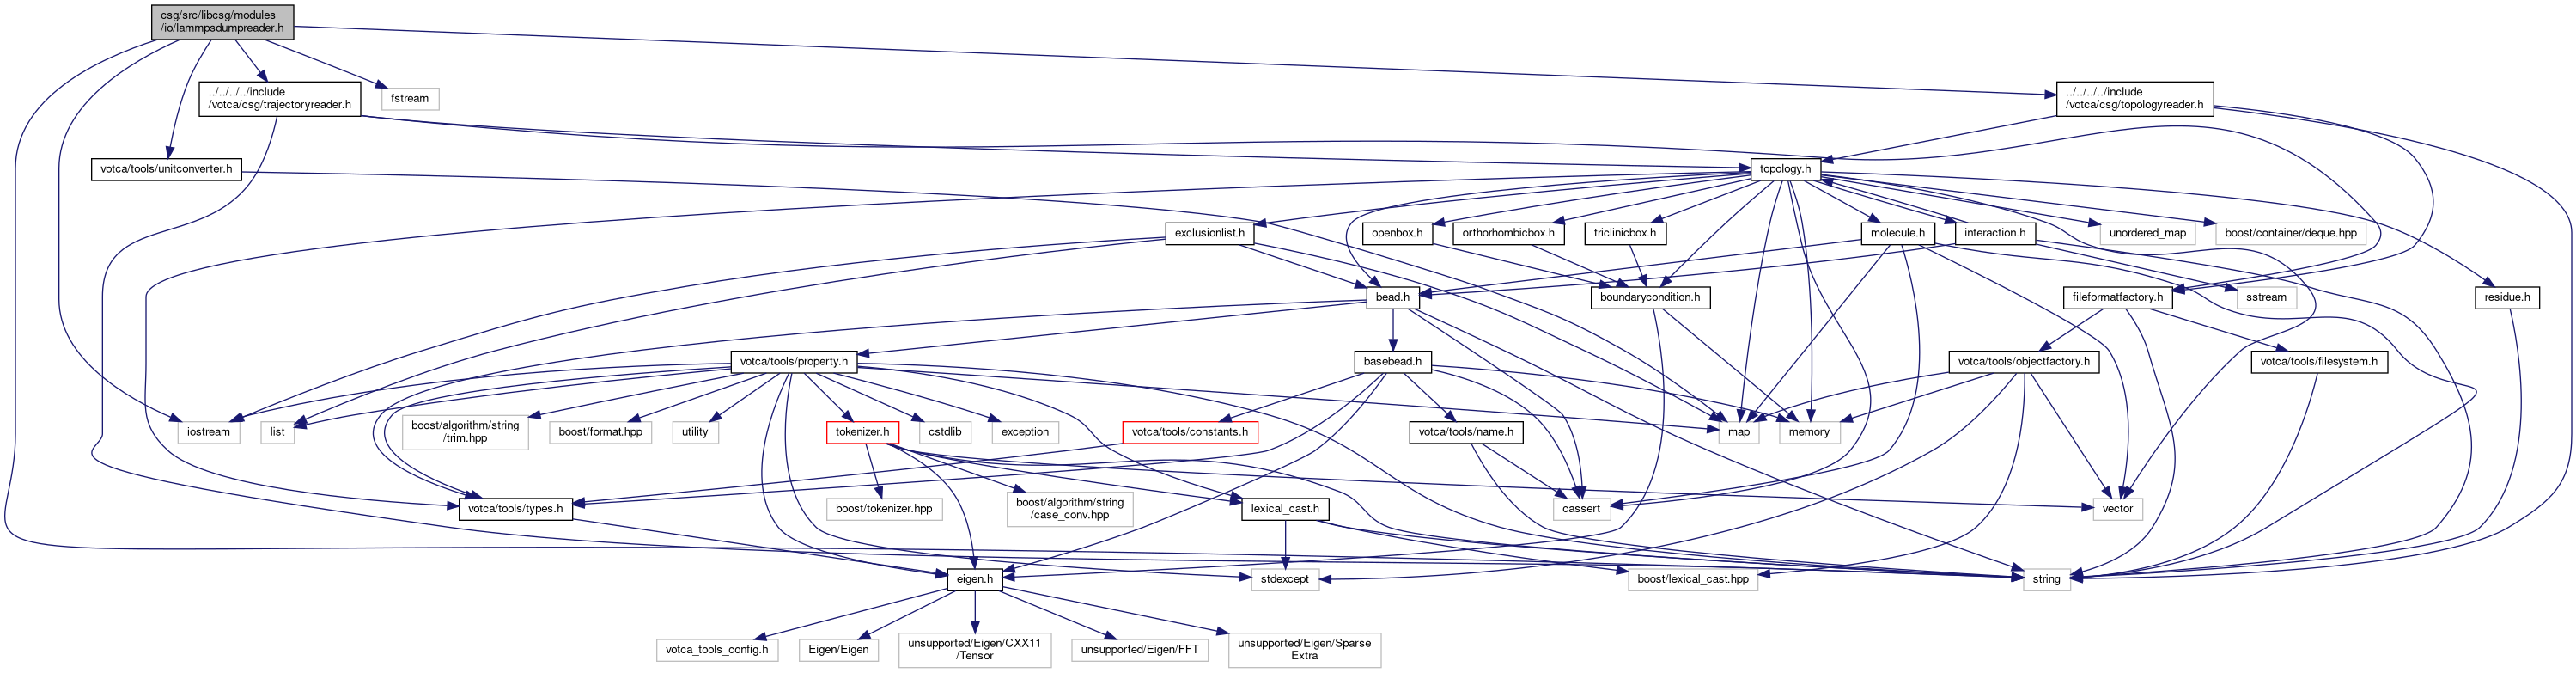 csg/src/libcsg/modules
/io/lammpsdumpreader.h
../../../../include
/votca/csg/trajectoryreader.h
fstream
../../../../include
/votca/csg/topologyreader.h
votca/tools/unitconverter.h
topology.h
exclusionlist.h
openbox.h
orthorhombicbox.h
triclinicbox.h
molecule.h
interaction.h
unordered_map
boost/container/deque.hpp
bead.h
boundarycondition.h
fileformatfactory.h
sstream
residue.h
votca/tools/property.h
basebead.h
votca/tools/objectfactory.h
votca/tools/filesystem.h
iostream
list
boost/algorithm/string
/trim.hpp
boost/format.hpp
utility
tokenizer.h
cstdlib
exception
votca/tools/constants.h
votca/tools/name.h
map
memory
votca/tools/types.h
boost/tokenizer.hpp
boost/algorithm/string
/case_conv.hpp
lexical_cast.h
cassert
vector
eigen.h
stdexcept
boost/lexical_cast.hpp
string
votca_tools_config.h
Eigen/Eigen
unsupported/Eigen/CXX11
/Tensor
unsupported/Eigen/FFT
unsupported/Eigen/Sparse
Extra